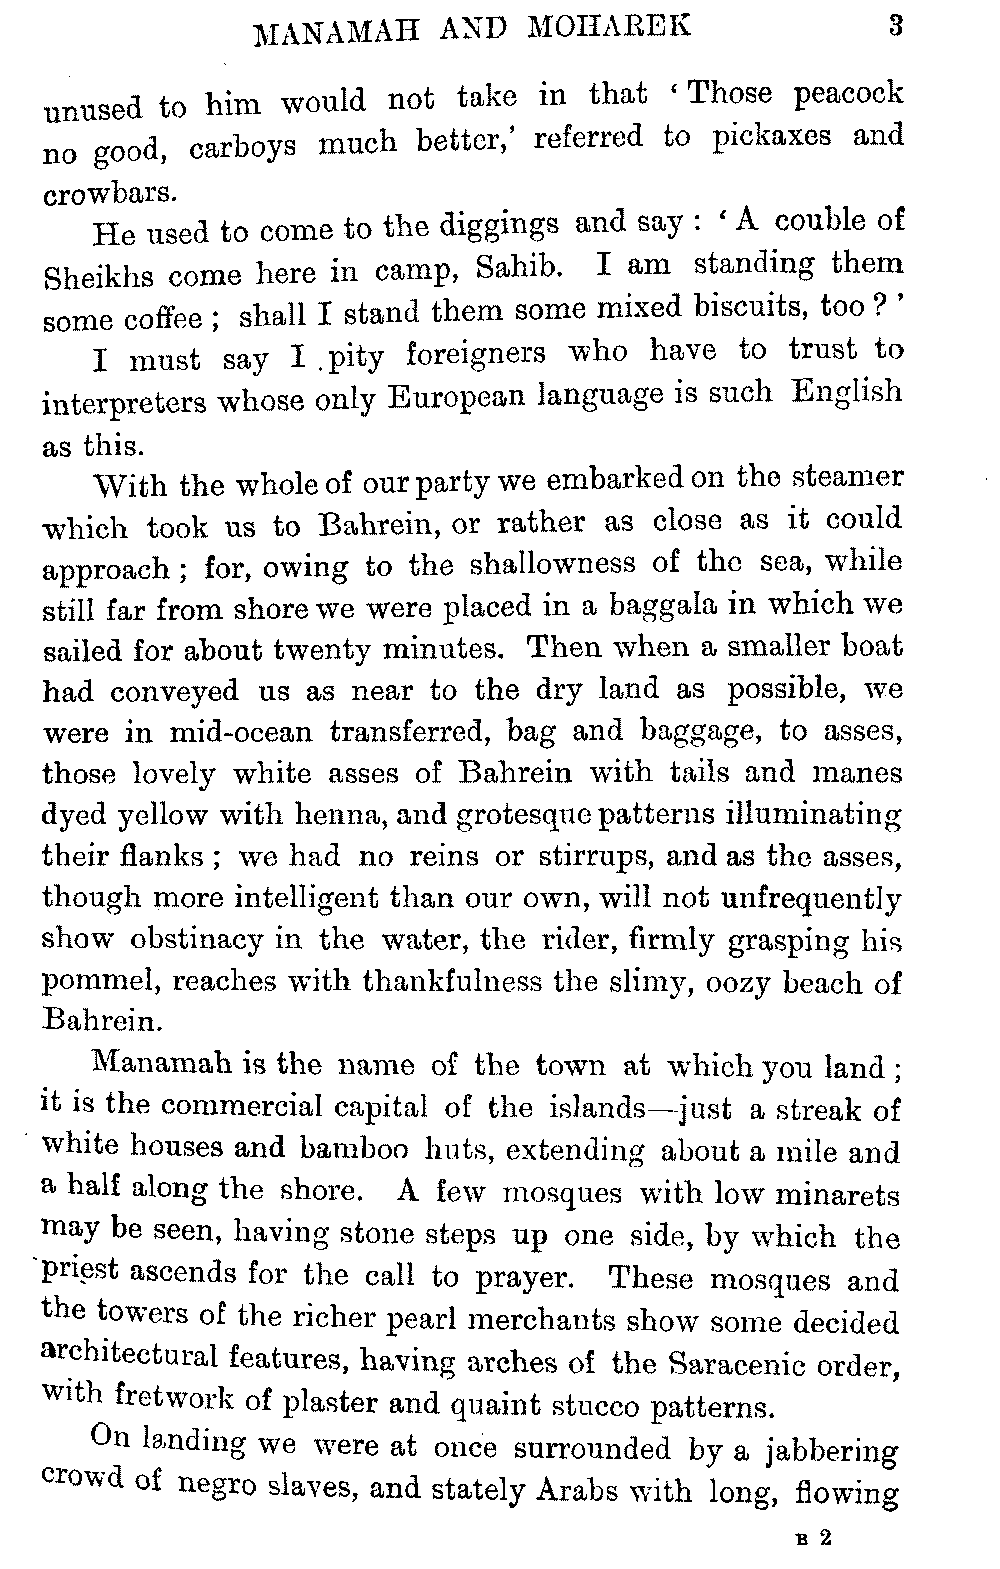 MANAMAH AND MOHAREK 3
unused to him would not take in that ‘Those peacock
no good, carboys much better,’ referred to pickaxes and
crowbars.
He used to come to the diggings and say : ‘A couble of
Sheikhs come here in camp, Sahib. I am standing them
some coffee ; shall I stand them some mixed biscuits, too ? ’
I must say I pity foreigners who have to trust to
interpreters whose only European language is such English
as this.
With the whole of our party we embarked on the steamer
which took us to Bahrein, or rather as close as it could
approach ; for, owing to the shallowness of the sea, while
still far from shore we were placed in a baggala in which we
sailed for about twenty minutes. Then when a smaller boat
had conveyed us as near to the dry land as possible, we
were in mid-ocean transferred, bag and baggage, to asses,
those lovely white asses of Bahrein with tails and manes
dyed yellow with henna, and grotesque patterns illuminating
their flanks ; we had no reins or stirrups, and as the asses,
though more intelligent than our own, will not unfrequently
show obstinacy in the water, the rider, firmly grasping his
pommel, reaches with thankfulness the slimy, oozy beach of
Bahrein.
Manamah is the name of the town at which you land ;
it is the commercial capital of the islands—just a streak of
white houses and bamboo huts, extending about a mile and
a half along the shore. A few mosques with low minarets
may be seen, having stone steps up one side, by which the
priest ascends for the call to prayer. These mosques and
the towers of the richer pearl merchants show some decided
architectural features, having arches of the Saracenic order,
with fretwork of plaster and quaint stucco patterns.
On landing we were at once surrounded by a jabbering
crowd of negro slaves, and stately Arabs with long, flowing
B 2